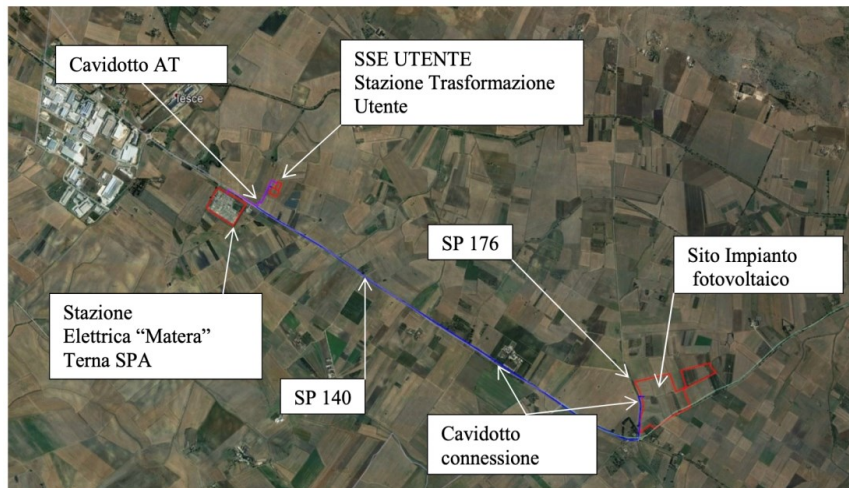 Cavidotto AT
SSE UTENTE
Stazione Trasformazione
Utente
Iesce
SP 176
Sito Impianto
fotovoltaico
Stazione
Elettrica “Matera”
Terna SPA
SP 140
Cavidotto
connessione